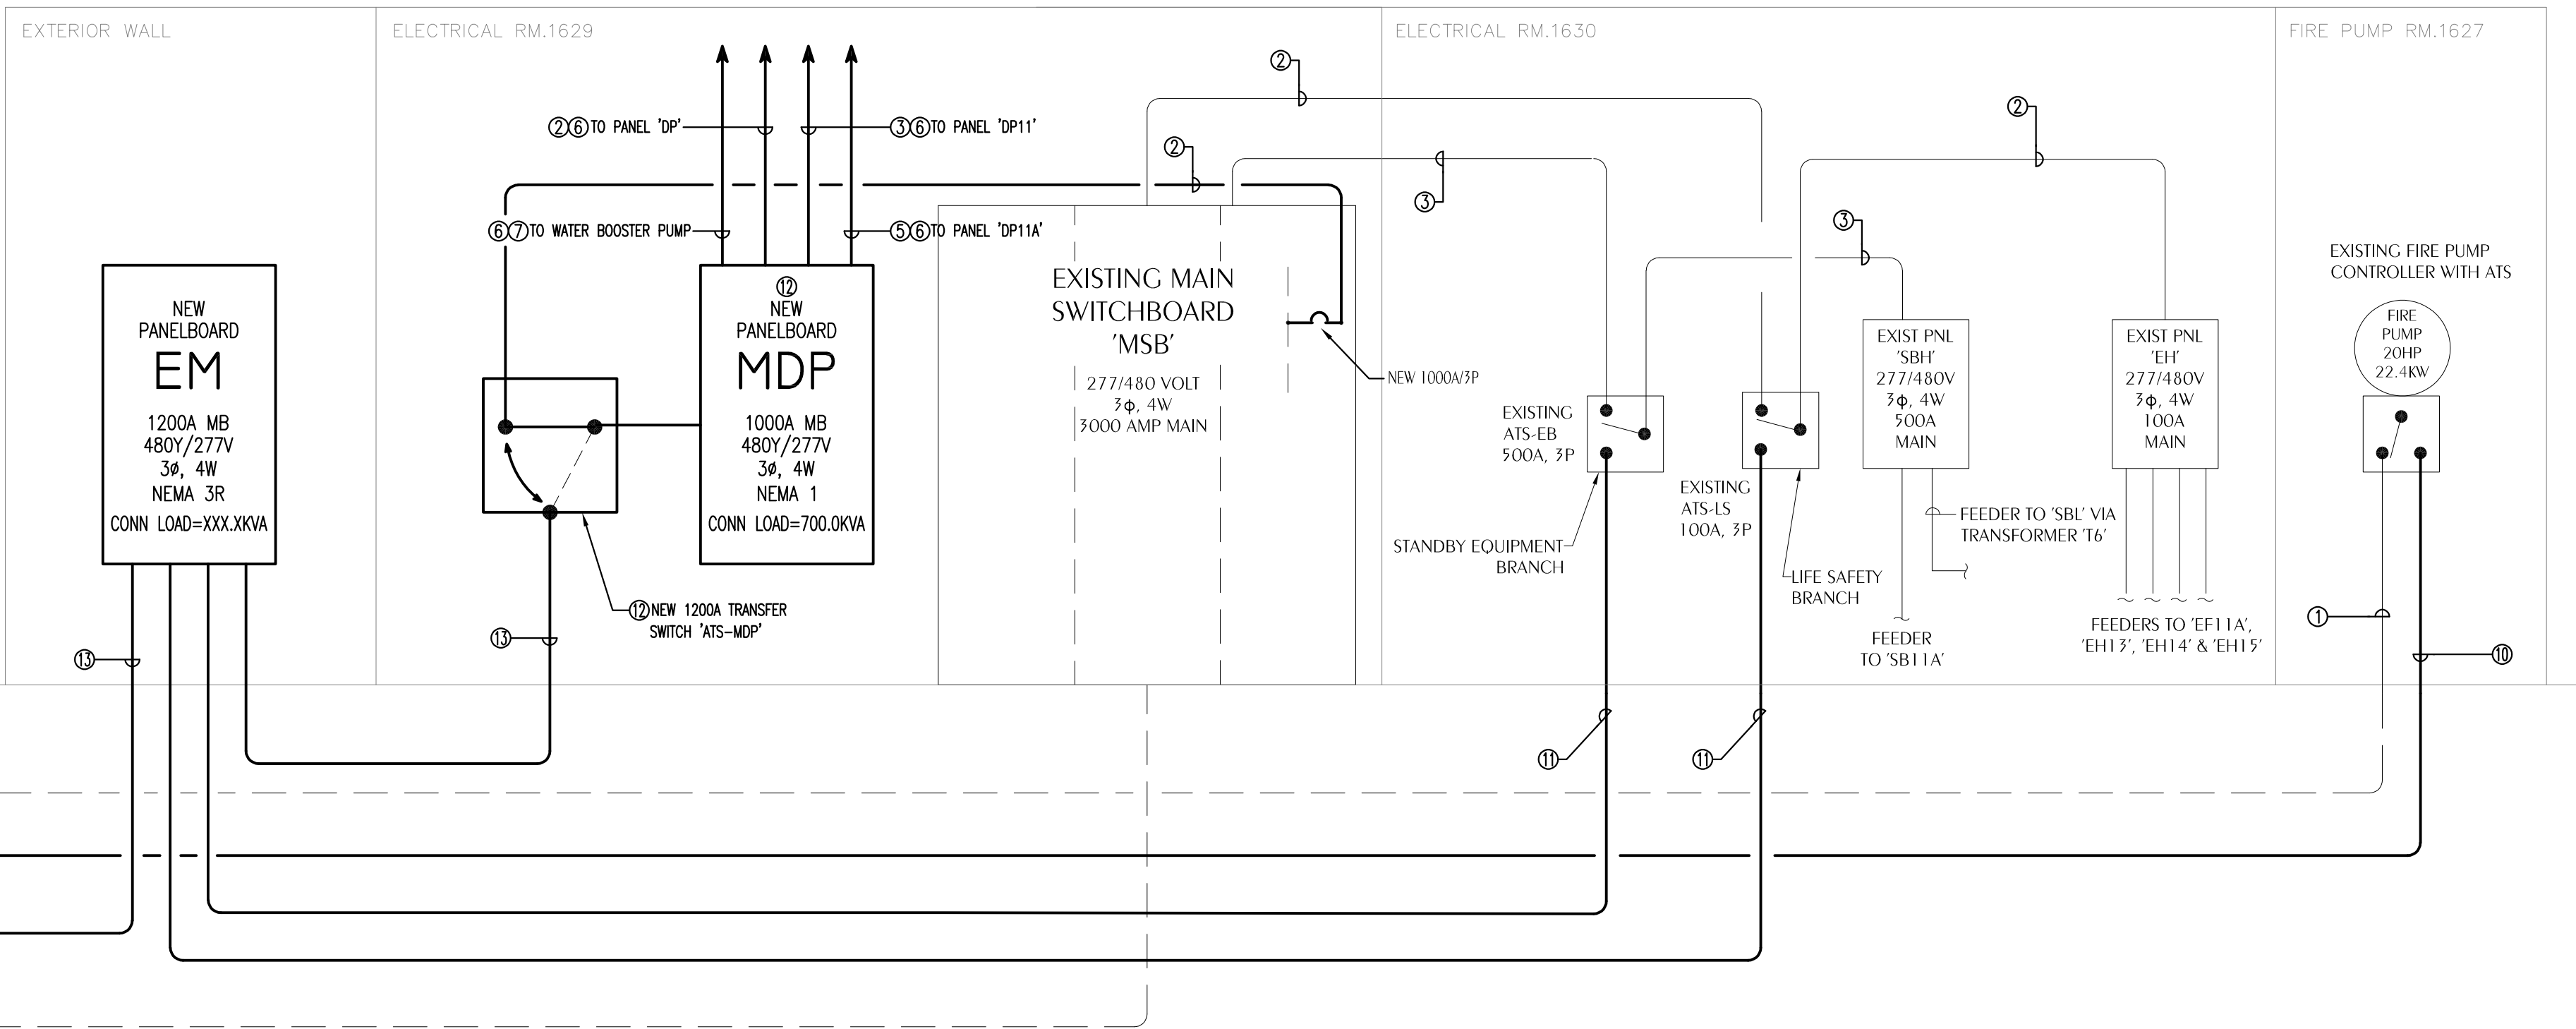 EXTERIOR WALL
ELECTRICAL RM.1629
ELECTRICAL RM.1630
FIRE PUMP RM.1627
2
2
2
3
3
2 6 TO PANEL 'DP'
3 6 TO PANEL 'DP11'
6 7 TO WATER BOOSTER PUMP
5 6 TO PANEL 'DP11A'
NEW
PANELBOARD
EM
1200A MB
480Y/277V
3ø, 4W
NEMA 3R
CONN LOAD=XXX.XKVA
12
NEW
PANELBOARD
MDP
1000A MB
480Y/277V
3ø, 4W
NEMA 1
CONN LOAD=700.0KVA
12 NEW 1200A TRANSFER
SWITCH 'ATS-MDP'
13
13
EXISTING MAIN
SWITCHBOARD
'MSB'
277/480 VOLT
3ɸ, 4W
3000 AMP MAIN
NEW 1000A/3P
EXISTING
ATS-EB
500A, 3P
STANDBY EQUIPMENT
BRANCH
EXISTING
ATS-LS
100A, 3P
LIFE SAFETY
BRANCH
EXIST PNL
'SBH'
277/480V
3ɸ, 4W
500A
MAIN
FEEDER TO 'SBL' VIA
TRANSFORMER 'T6'
FEEDER
TO 'SB11A'
EXIST PNL
'EH'
277/480V
3ɸ, 4W
100A
MAIN
FEEDERS TO 'EF11A',
'EH13', 'EH14' & 'EH15'
EXISTING FIRE PUMP
CONTROLLER WITH ATS
FIRE
PUMP
20HP
22.4KW
1
10
11
11